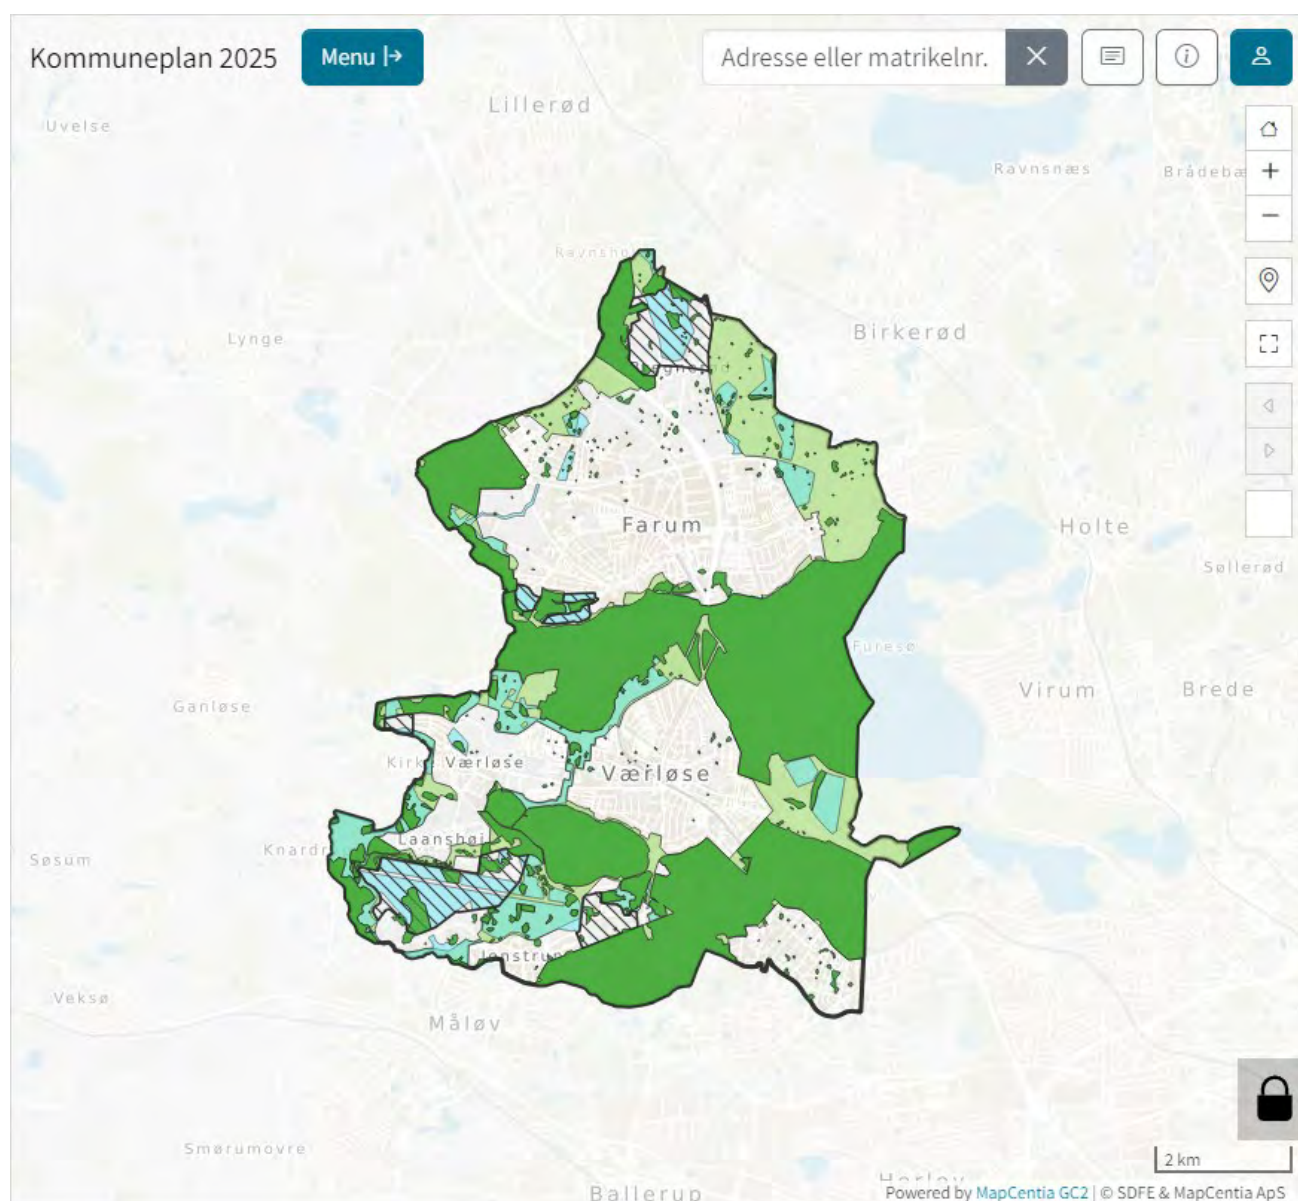 Kommuneplan 2025
Menu
Adresse eller matrikelnr.
Lillerød
Uvelse
Ravnsnæs
Brådebæ
Ravnsho
Birkerød
Lynge
Farum
Holte
Søllerød
Furesø
Virum
Brede
Ganløse
Kirke Værløse
Værløse
Laanshøj
Knardr
Søsum
Jonstrup
Veksø
Måløv
Smørumovre
2 km
Ballerup
Powered by MapCentia GC2 | © SDFE & MapCentia ApS